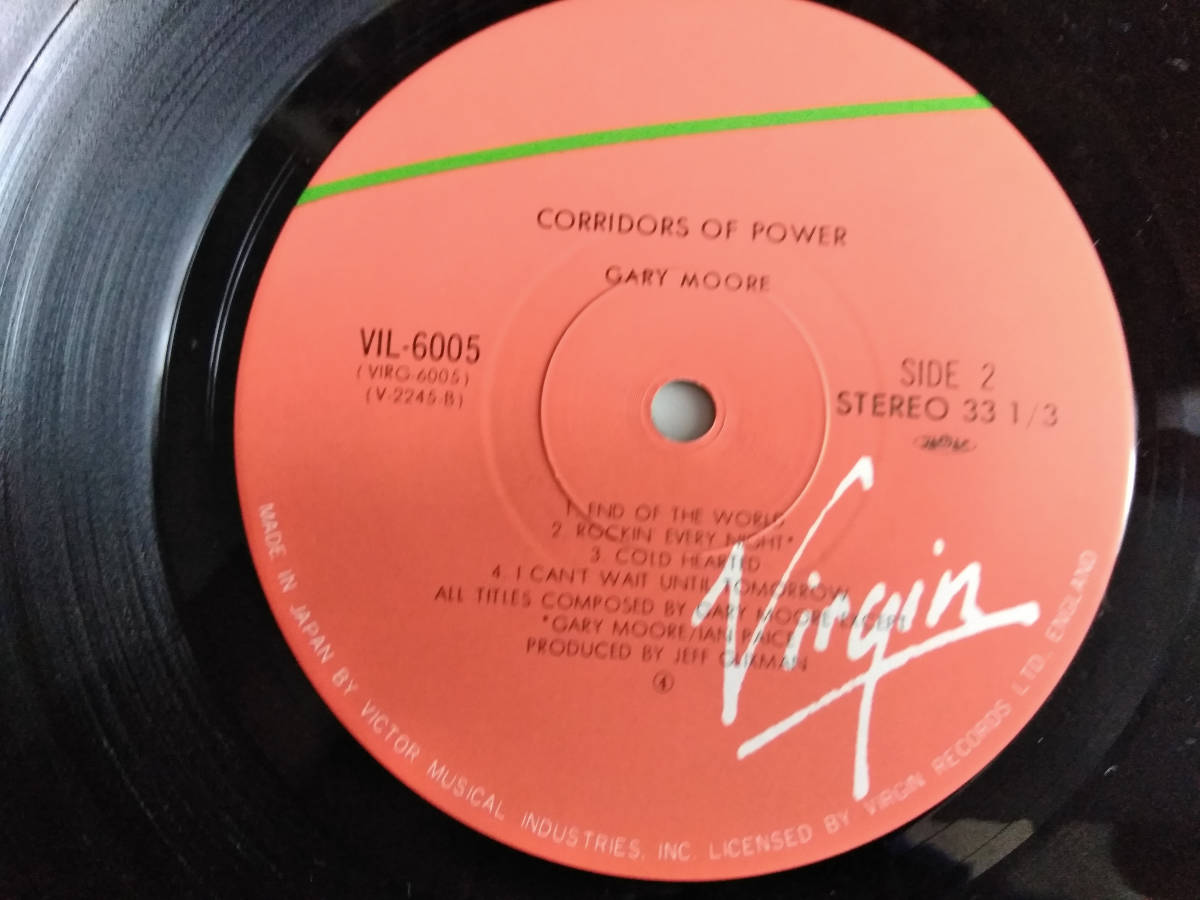 CORRIDORS OF POWER
GARY MOORE
VIL-6005
(VIRG-6005)
(V-2245-B)
SIDE 2
STEREO 33 1/3
1. END OF THE WORLD
2. ROCKIN' EVERY NIGHT*
3. COLD HEARTED
4. I CAN'T WAIT UNTIL TOMORROW
ALL TITLES COMPOSED BY GARY MOORE EXCEPT
*GARY MOORE/IAN PAICE
PRODUCED BY JEFF GLIXMAN
④
Virgin
MADE IN JAPAN BY VICTOR MUSICAL INDUSTRIES, INC. LICENSED BY VIRGIN RECORDS LTD. ENGLAND